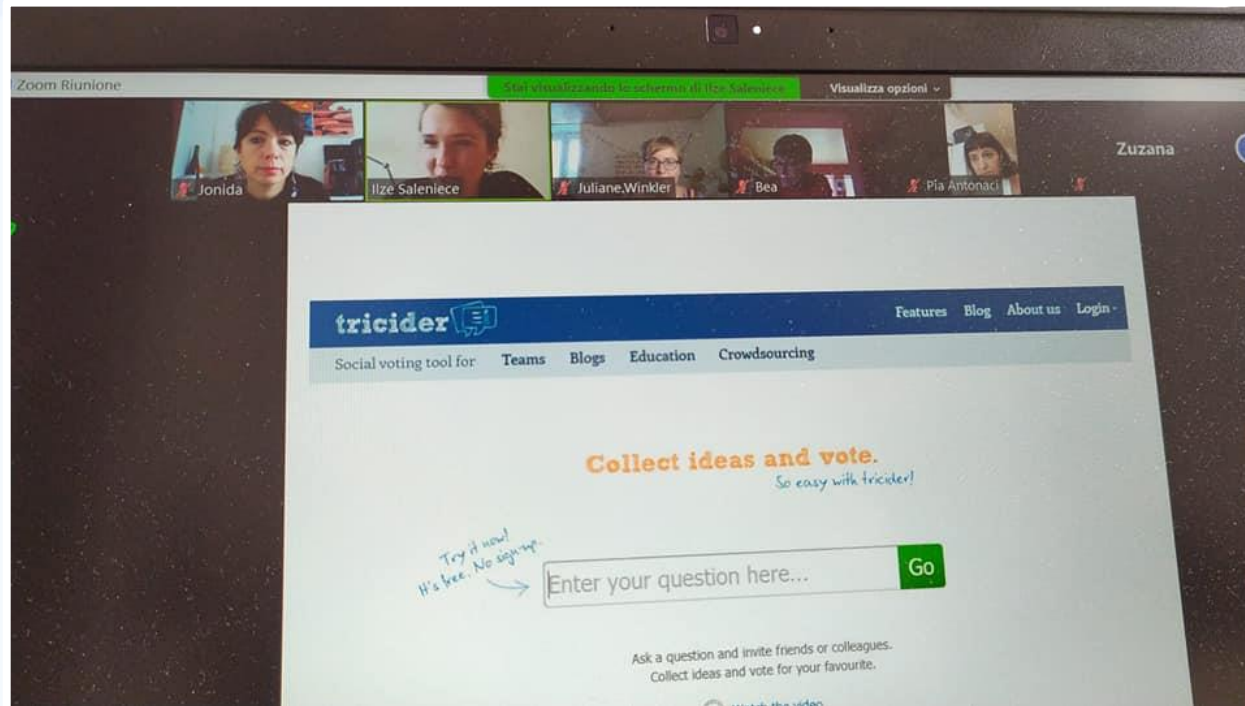 Zoom Riunione
Stai visualizzando lo schermo di Ilze Saleniece
Visualizza opzioni
Jonida
Ilze Saleniece
Juliane,Winkler
Bea
Pia Antonaci
Zuzana
tricider
Features Blog About us Login
Social voting tool for Teams Blogs Education Crowdsourcing
Collect ideas and vote.
So easy with tricider!
Try it now!
It's free. No sign-up.
Enter your question here...
Go
Ask a question and invite friends or colleagues.
Collect ideas and vote for your favourite.
Watch the video